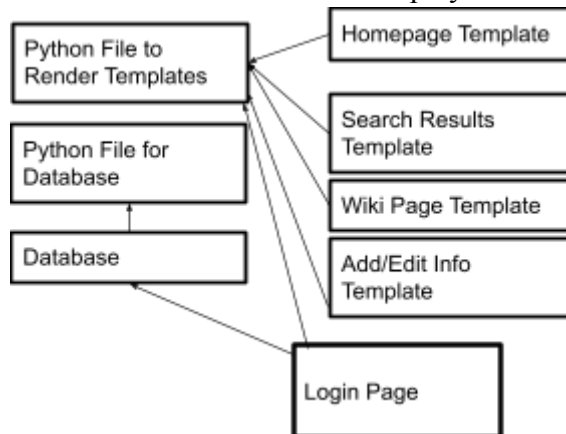 Python File to
Render Templates
Homepage Template
Search Results
Template
Python File for
Database
Wiki Page Template
Database
Add/Edit Info
Template
Login Page